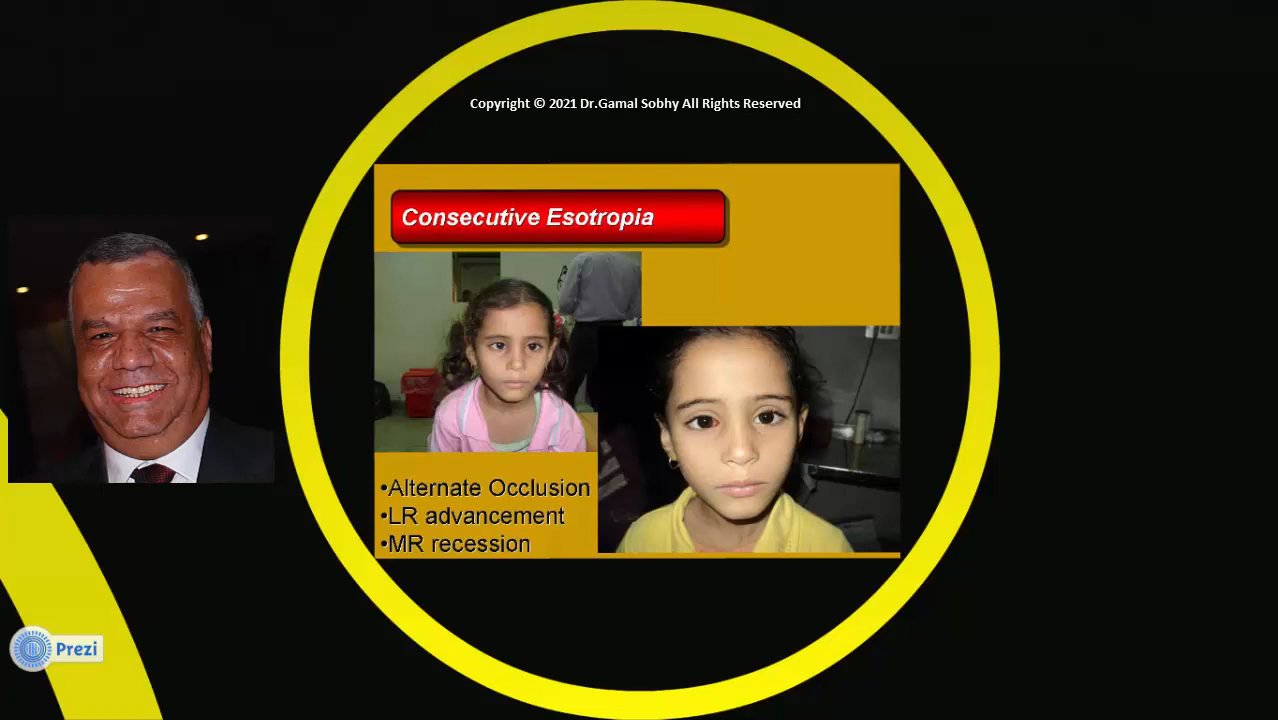 Copyright © 2021 Dr.Gamal Sobhy All Rights Reserved
Consecutive Esotropia
•Alternate Occlusion
•LR advancement
•MR recession
Prezi